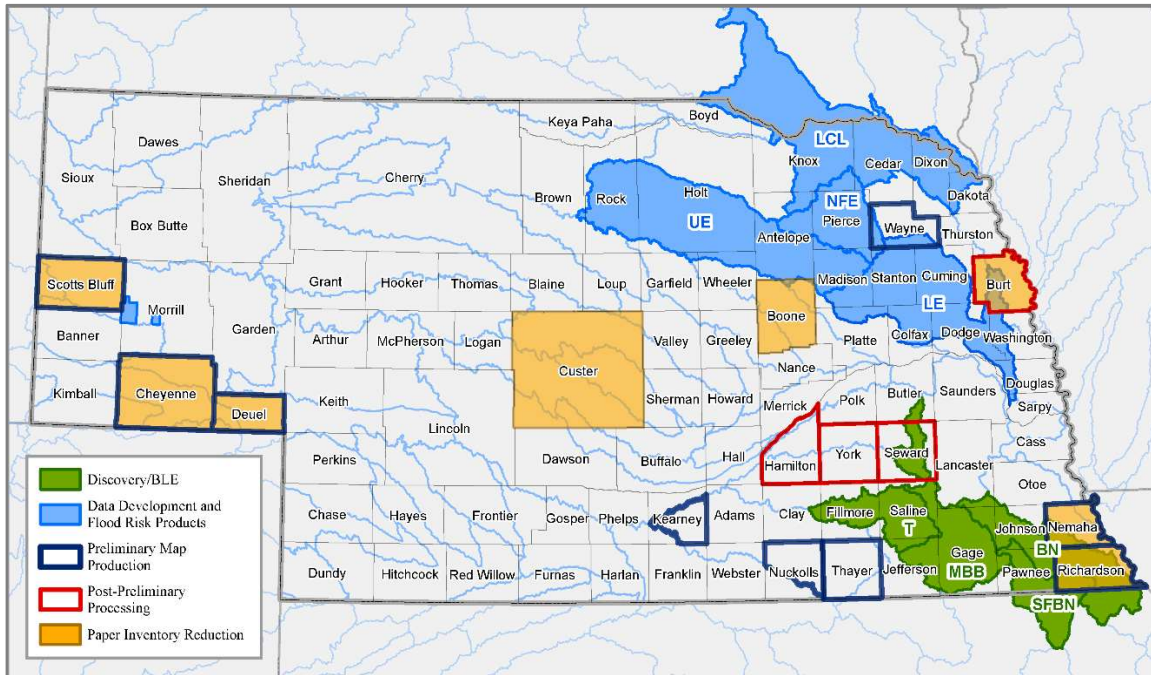 Keya Paha
Boyd
LCL
Knox
Cedar
Dixon
Dawes
Sioux
Sheridan
Cherry
Brown
Rock
Holt
UE
NFE
Pierce
Dakota
Box Butte
Antelope
Wayne
Thurston
Scotts Bluff
Morrill
Grant
Hooker
Thomas
Blaine
Loup
Garfield
Wheeler
Madison
Stanton
Cuming
Burt
LE
Banner
Garden
Arthur
McPherson
Logan
Valley
Greeley
Boone
Platte
Colfax
Dodge
Washington
Kimball
Cheyenne
Deuel
Keith
Custer
Nance
Sherman
Howard
Merrick
Polk
Butler
Saunders
Douglas
Sarpy
Lincoln
Cass
Perkins
Dawson
Buffalo
Hall
Hamilton
York
Seward
Lancaster
Otoe
Chase
Hayes
Frontier
Gosper
Phelps
Kearney
Adams
Clay
Fillmore
Saline
T
Johnson
Nemaha
BN
Dundy
Hitchcock
Red Willow
Furnas
Harlan
Franklin
Webster
Nuckolls
Thayer
Jefferson
Gage
MBB
Pawnee
Richardson
SFBN
Discovery/BLE
Data Development and
Flood Risk Products
Preliminary Map
Production
Post-Preliminary
Processing
Paper Inventory Reduction